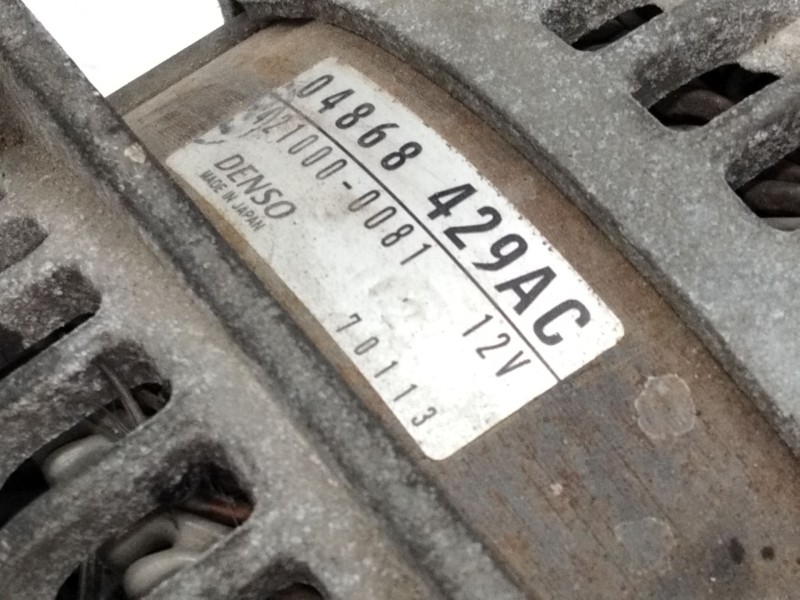 04868 429AC
421000-0081 12V
DENSO
MADE IN JAPAN
70113